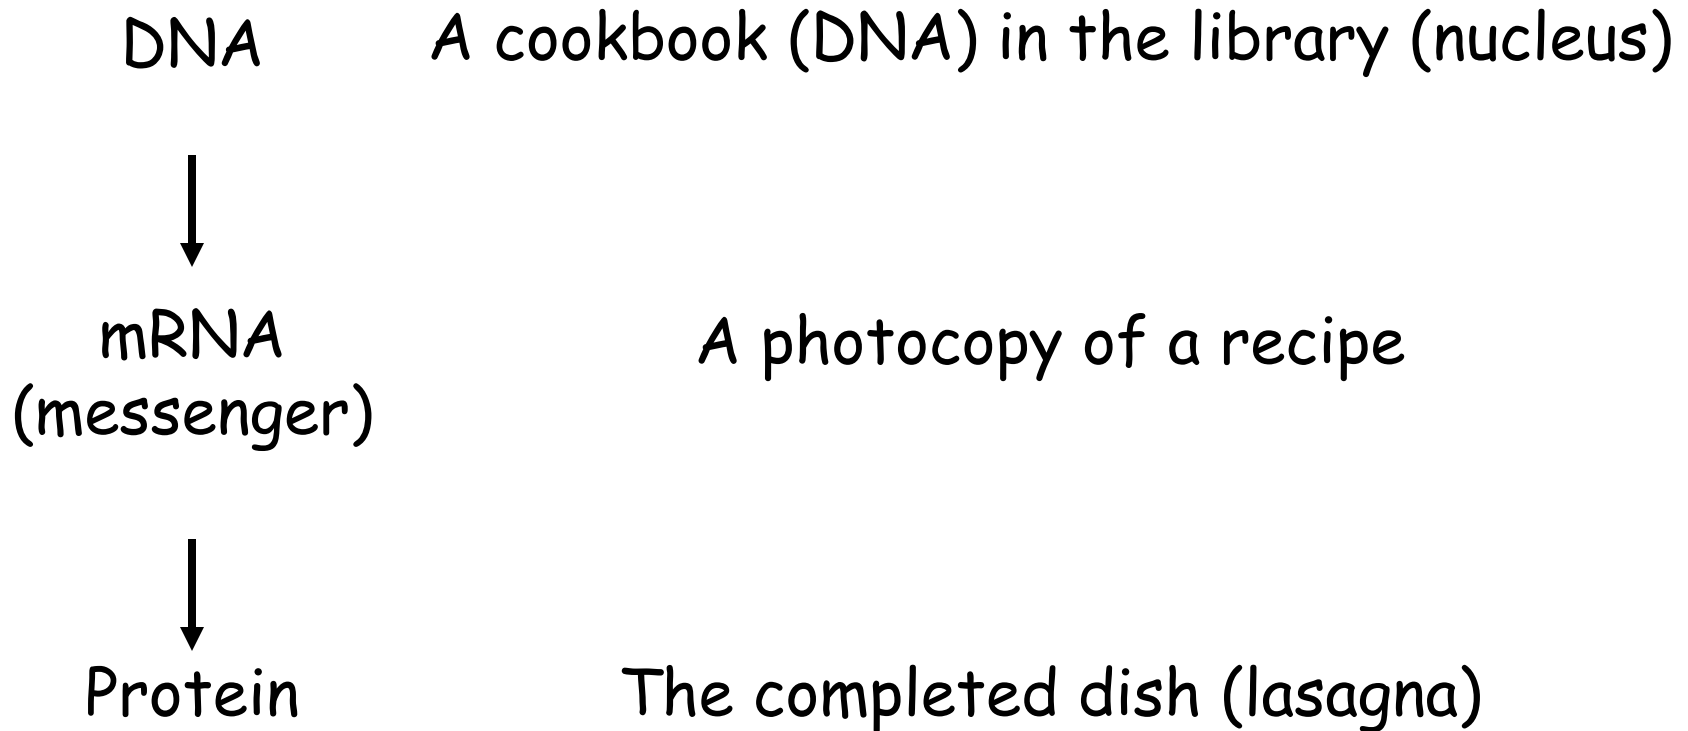 DNA A cookbook (DNA) in the library (nucleus)
mRNA A photocopy of a recipe
(messenger)
Protein The completed dish (lasagna)